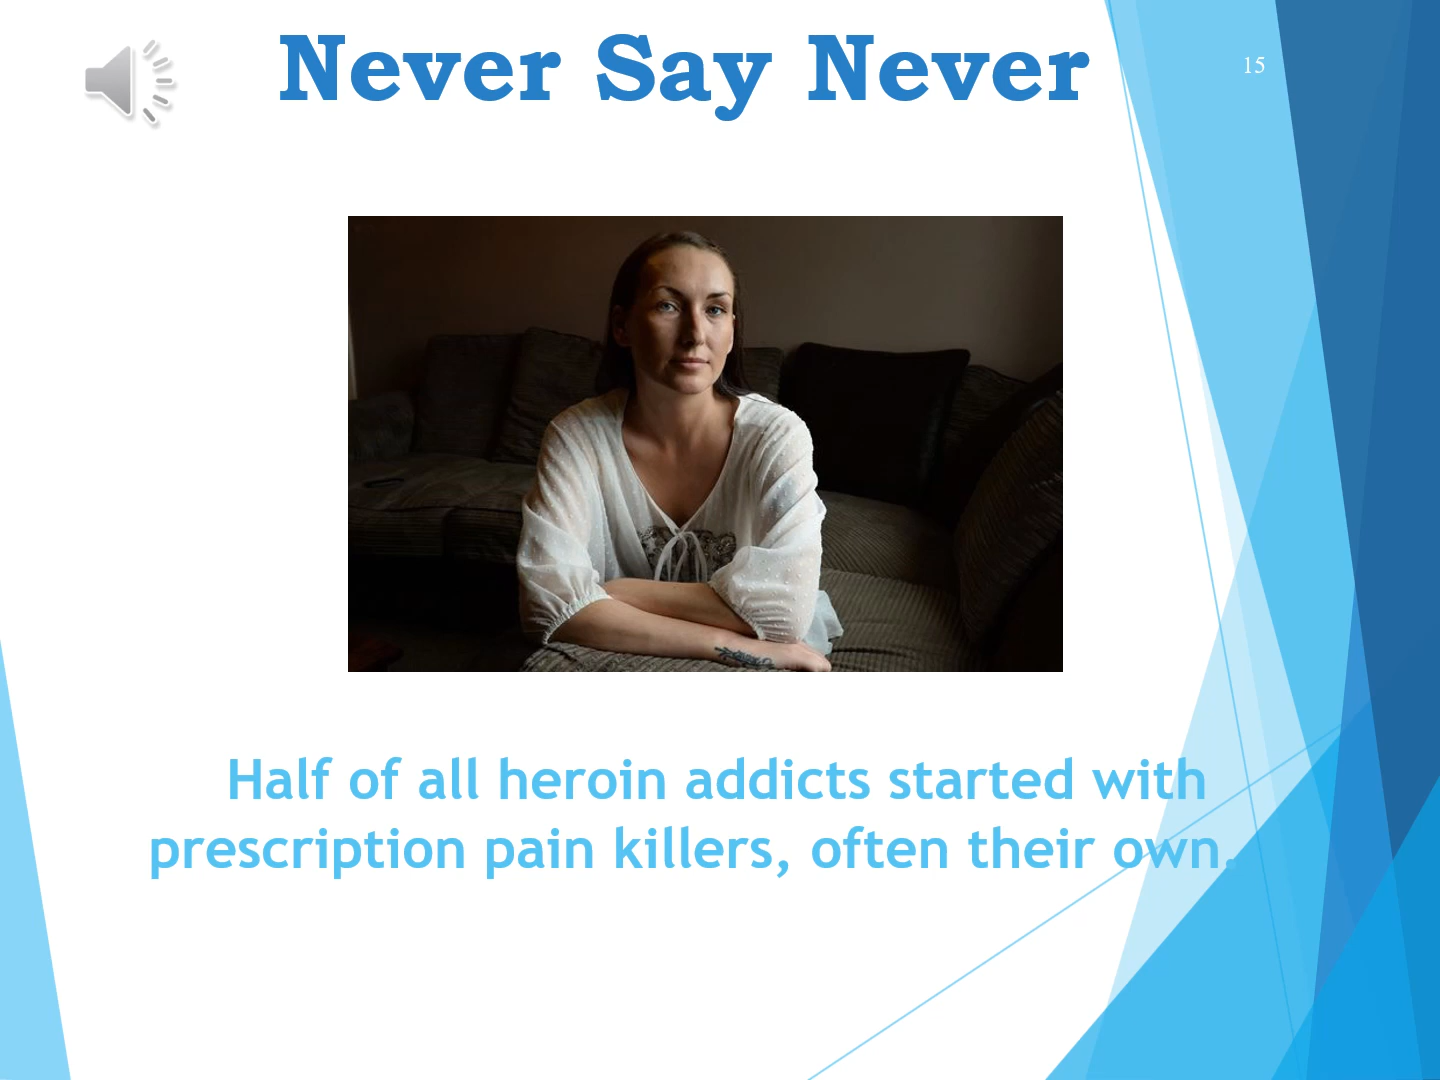 Never Say Never
15
Half of all heroin addicts started with
prescription pain killers, often their own.